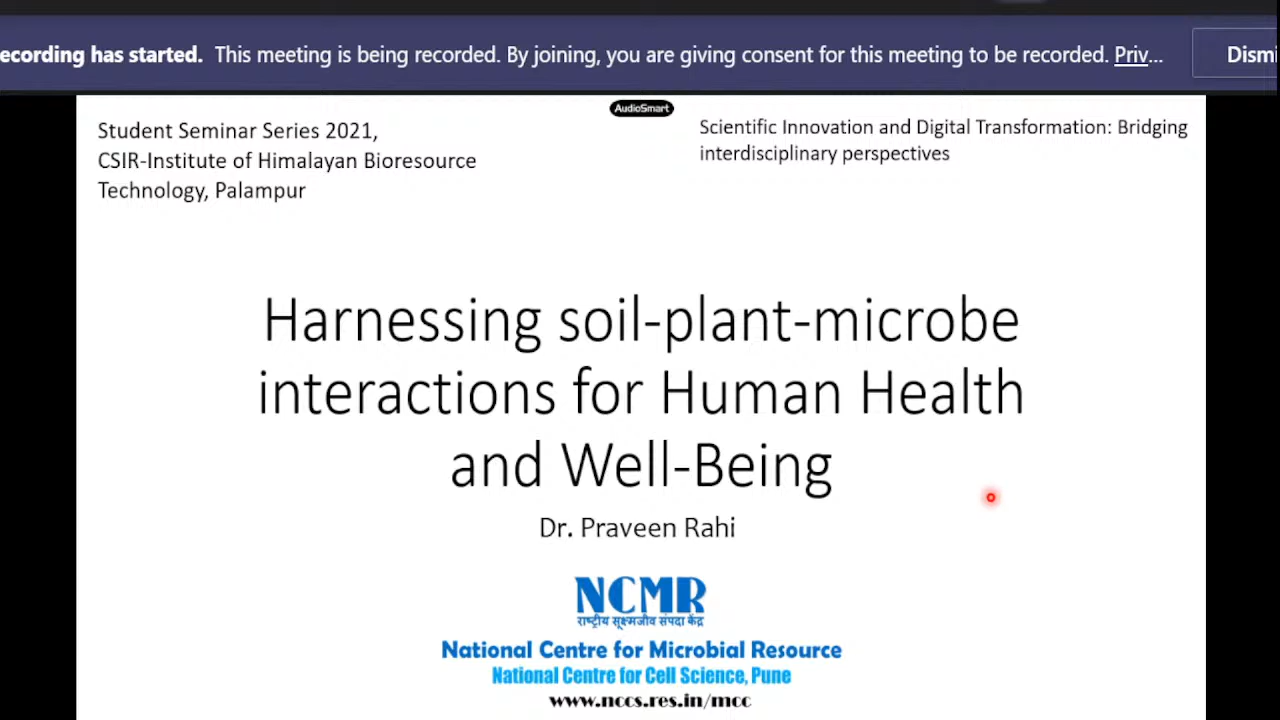 ecording has started. This meeting is being recorded. By joining, you are giving consent for this meeting to be recorded. Priv... Dismi
AudioSmart
Student Seminar Series 2021,
CSIR-Institute of Himalayan Bioresource
Technology, Palampur
Scientific Innovation and Digital Transformation: Bridging
interdisciplinary perspectives
Harnessing soil-plant-microbe
interactions for Human Health
and Well-Being
Dr. Praveen Rahi
NCMR
राष्ट्रीय सूक्ष्मजीव संपदा केंद्र
National Centre for Microbial Resource
National Centre for Cell Science, Pune
www.nccs.res.in/mcc